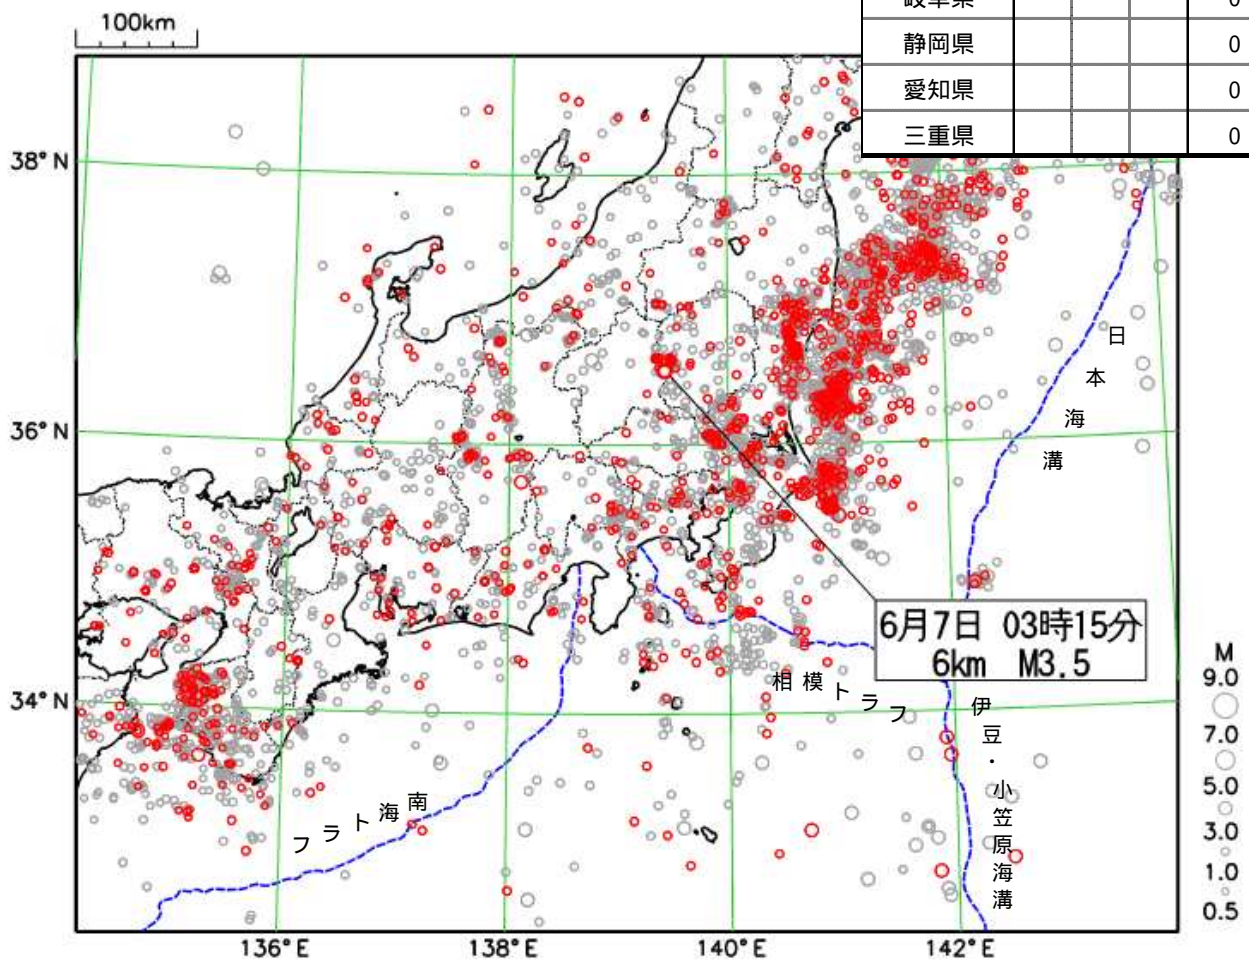 100km
岐阜県 0
静岡県 0
愛知県 0
三重県 0
38°N
36°N
34°N
136°E
138°E
140°E
142°E
日本海溝
6月7日 03時15分
6km M3.5
相模トラフ
伊豆・小笠原海溝
南海トラフ
M
9.0
7.0
5.0
3.0
1.0
0.5